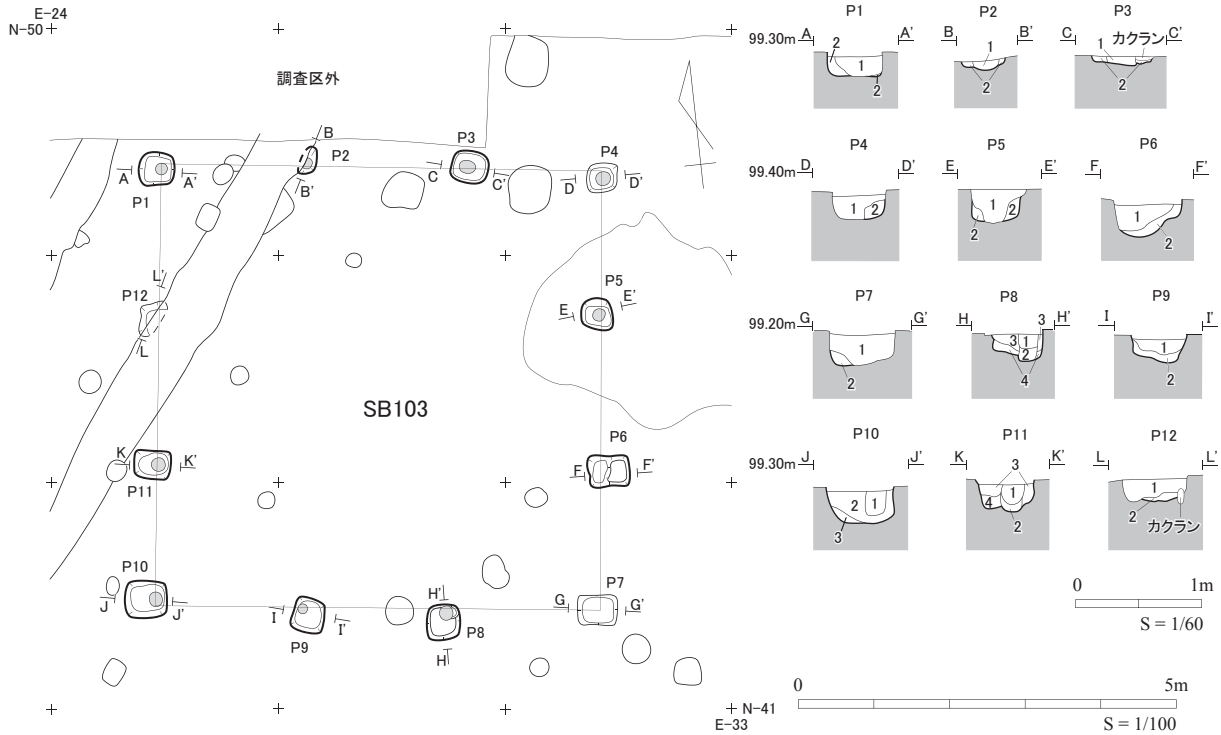 E-24
N-50
調査区外
B
P2
B'
P3
C
C'
P4
D
D'
A
A'
P1
L'
P12
L
P5
E
E'
SB103
K
K'
P11
P6
F
F'
P10
J
J'
I
I'
P9
H'
P8
H
P7
G
G'
N-41
E-33
P1
99.30m A A'
2
1
2
P2
B B'
1
2
P3
C C'
1
カクラン
2
P4
99.40m D D'
1 2
P5
E E'
1 2
2
P6
F F'
1
2
P7
99.20m G G'
1
2
P8
H H'
3
3 1
2
4
P9
I I'
1
2
P10
99.30m J J'
2 1
3
P11
K K'
3
4 1
2
P12
L L'
1
2
カクラン
0 1m
S = 1/60
0 5m
S = 1/100